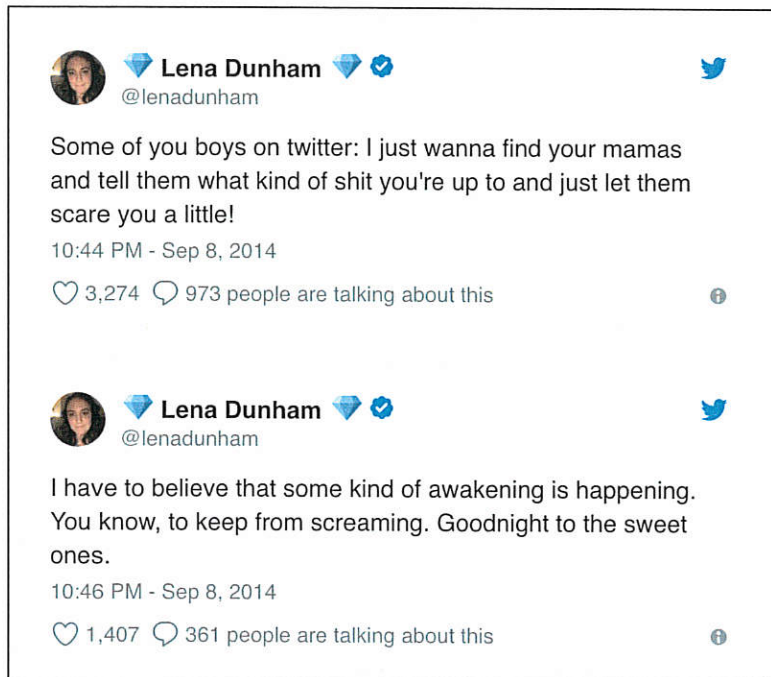 Lena Dunham
@lenadunham
Some of you boys on twitter: I just wanna find your mamas
and tell them what kind of shit you're up to and just let them
scare you a little!
10:44 PM - Sep 8, 2014
3,274 973 people are talking about this
Lena Dunham
@lenadunham
I have to believe that some kind of awakening is happening.
You know, to keep from screaming. Goodnight to the sweet
ones.
10:46 PM - Sep 8, 2014
1,407 361 people are talking about this